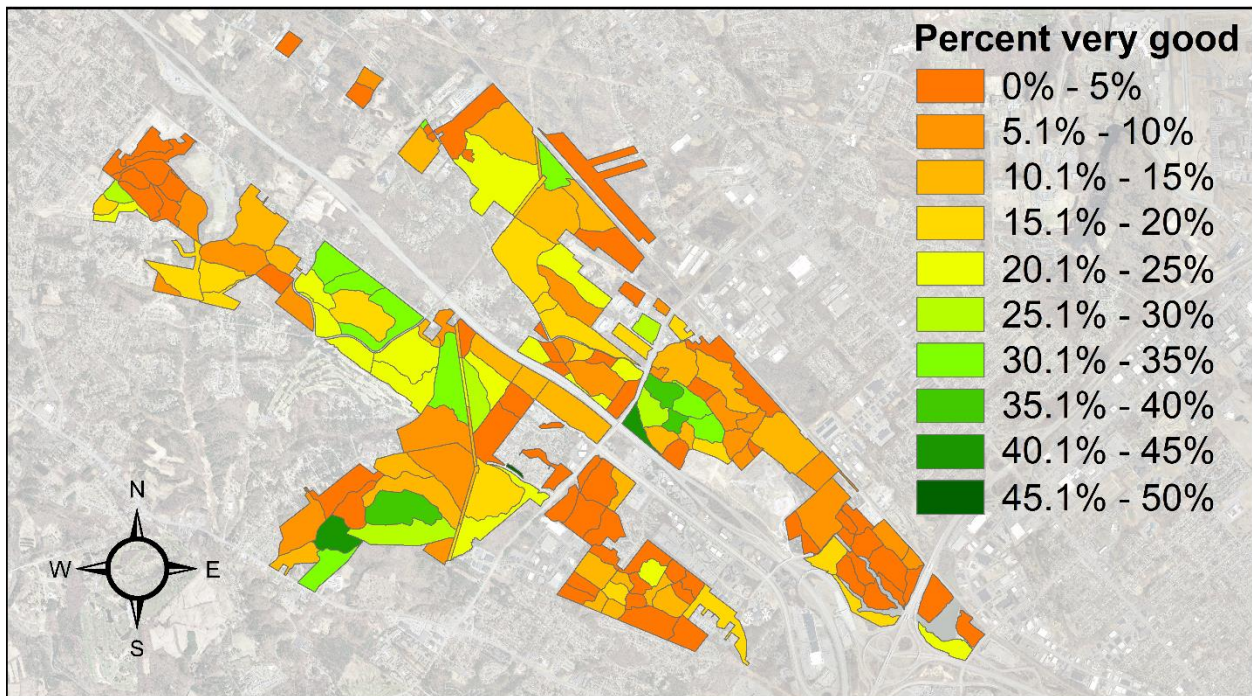 Percent very good
0% - 5%
5.1% - 10%
10.1% - 15%
15.1% - 20%
20.1% - 25%
25.1% - 30%
30.1% - 35%
35.1% - 40%
40.1% - 45%
45.1% - 50%
N
W E
S